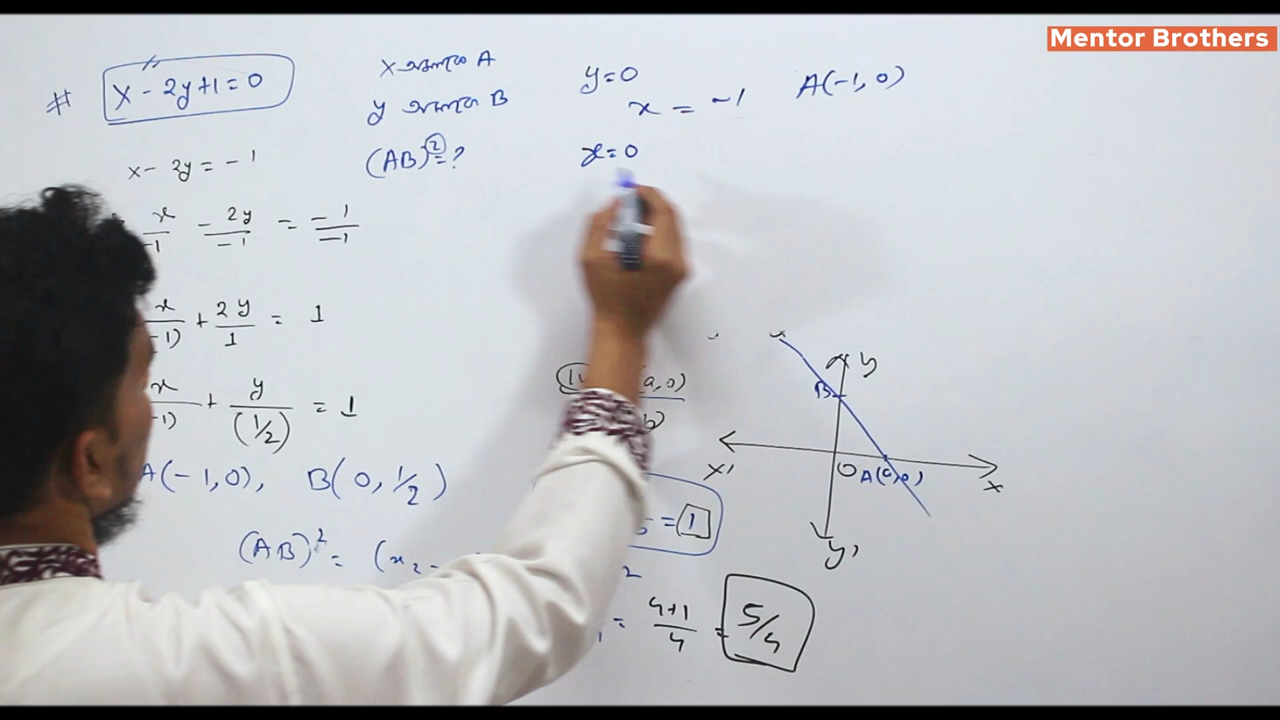 Mentor Brothers
# x - 2y+1=0
x অক্ষকে A
y অক্ষকে B
(AB)²=?
x - 2y = -1
x/-1 - 2y/-1 = -1/-1
x/-1) + 2y/1 = 1
x/-1) + y/(1/2) = 1
A(-1,0), B(0,1/2)
(AB)² = (x₂-
y=0
x = -1
A(-1,0)
x=0
(a,0)
b)
= 1
2
= 4+1/4 = 5/4
y
B
x'
O
A(a,0)
x
y'